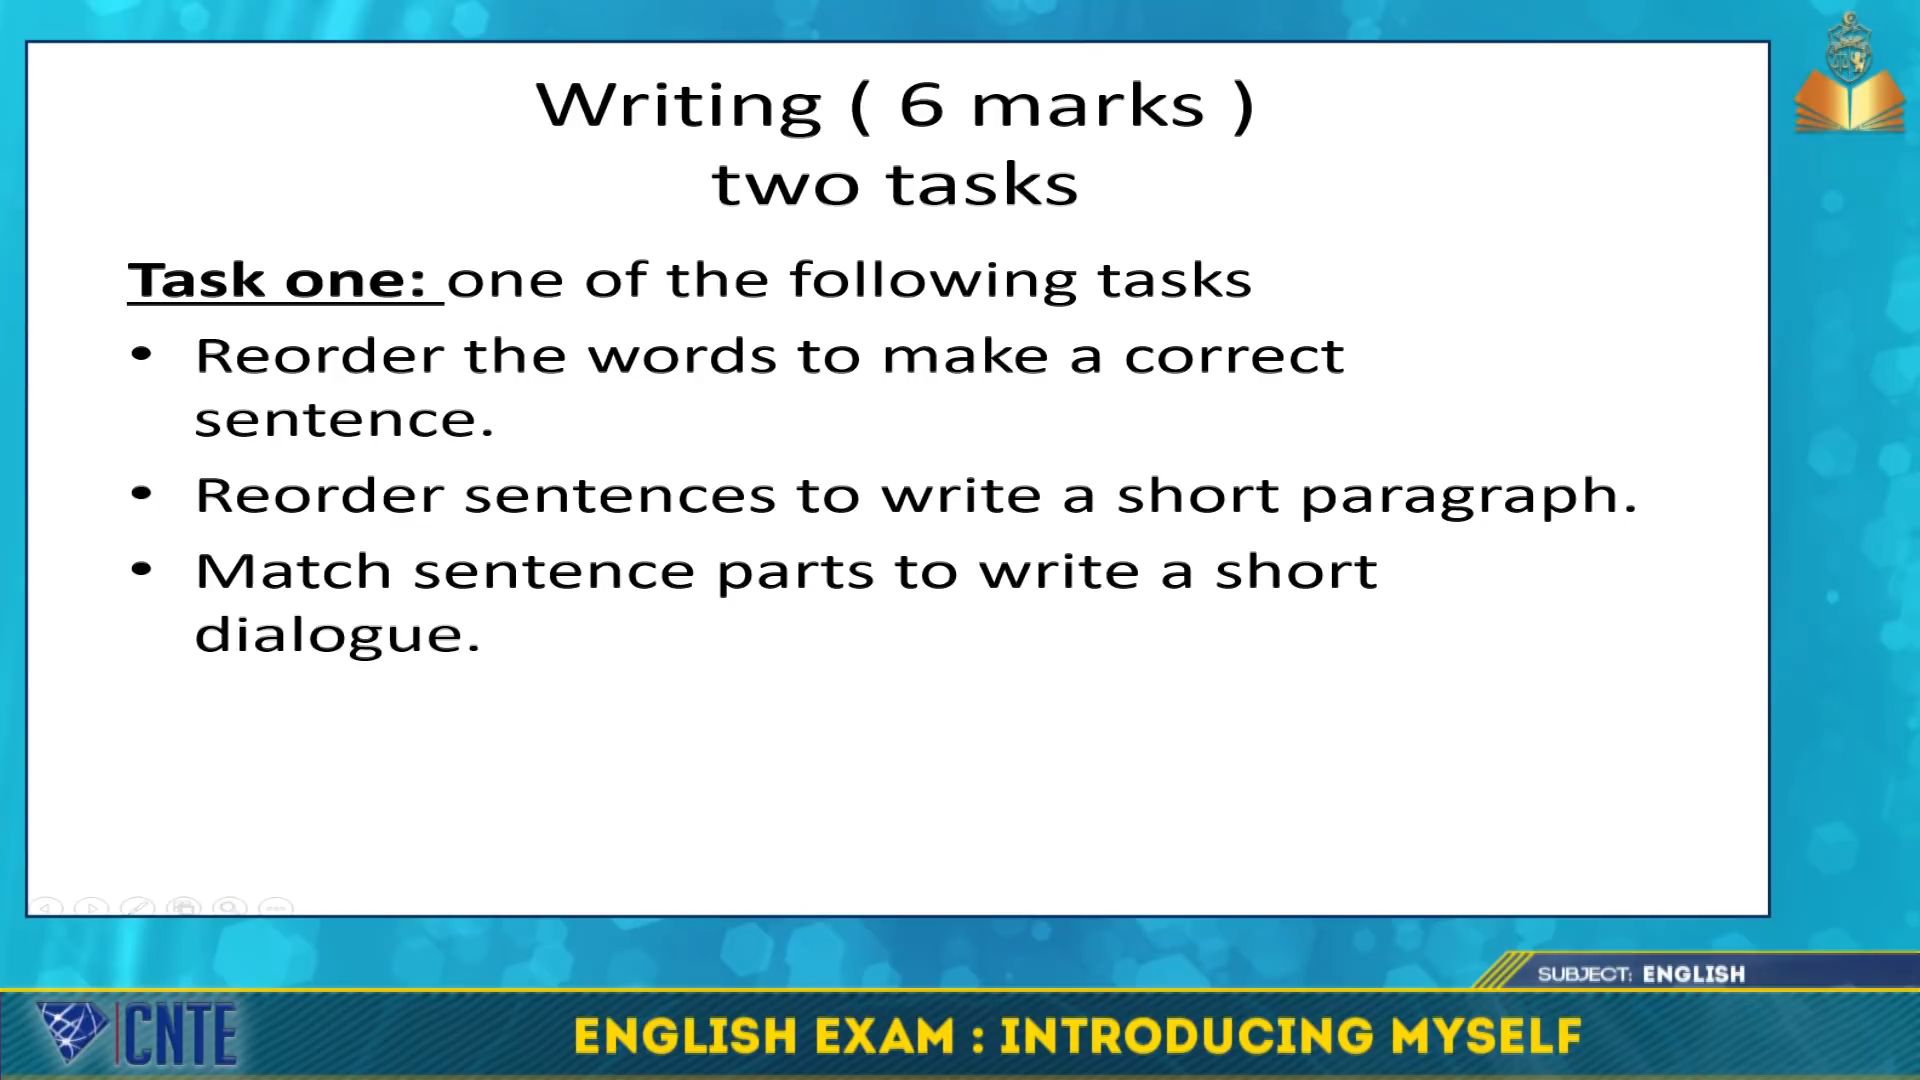 Writing ( 6 marks )
two tasks
Task one: one of the following tasks
• Reorder the words to make a correct
sentence.
• Reorder sentences to write a short paragraph.
• Match sentence parts to write a short
dialogue.
SUBJECT: ENGLISH
CNTE
ENGLISH EXAM : INTRODUCING MYSELF